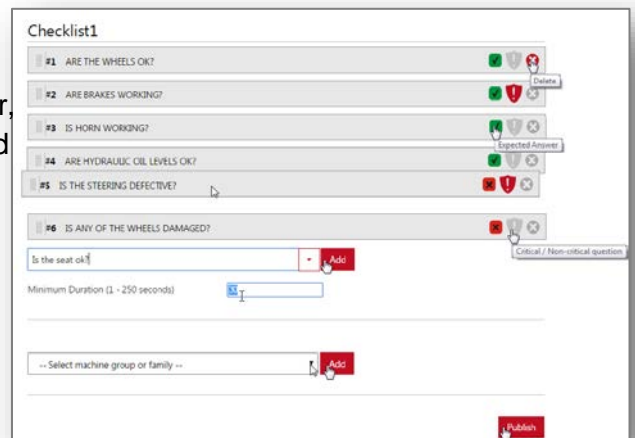 Checklist1
#1 ARE THE WHEELS OK?
Delete
#2 ARE BRAKES WORKING?
r,
#3 IS HORN WORKING?
d
Expected Answer
#4 ARE HYDRAULIC OIL LEVELS OK?
#5 IS THE STEERING DEFECTIVE?
#6 IS ANY OF THE WHEELS DAMAGED?
Critical / Non-critical question
Is the seat ok? Add
Minimum Duration (1 - 250 seconds)
-- Select machine group or family -- Add
Publish